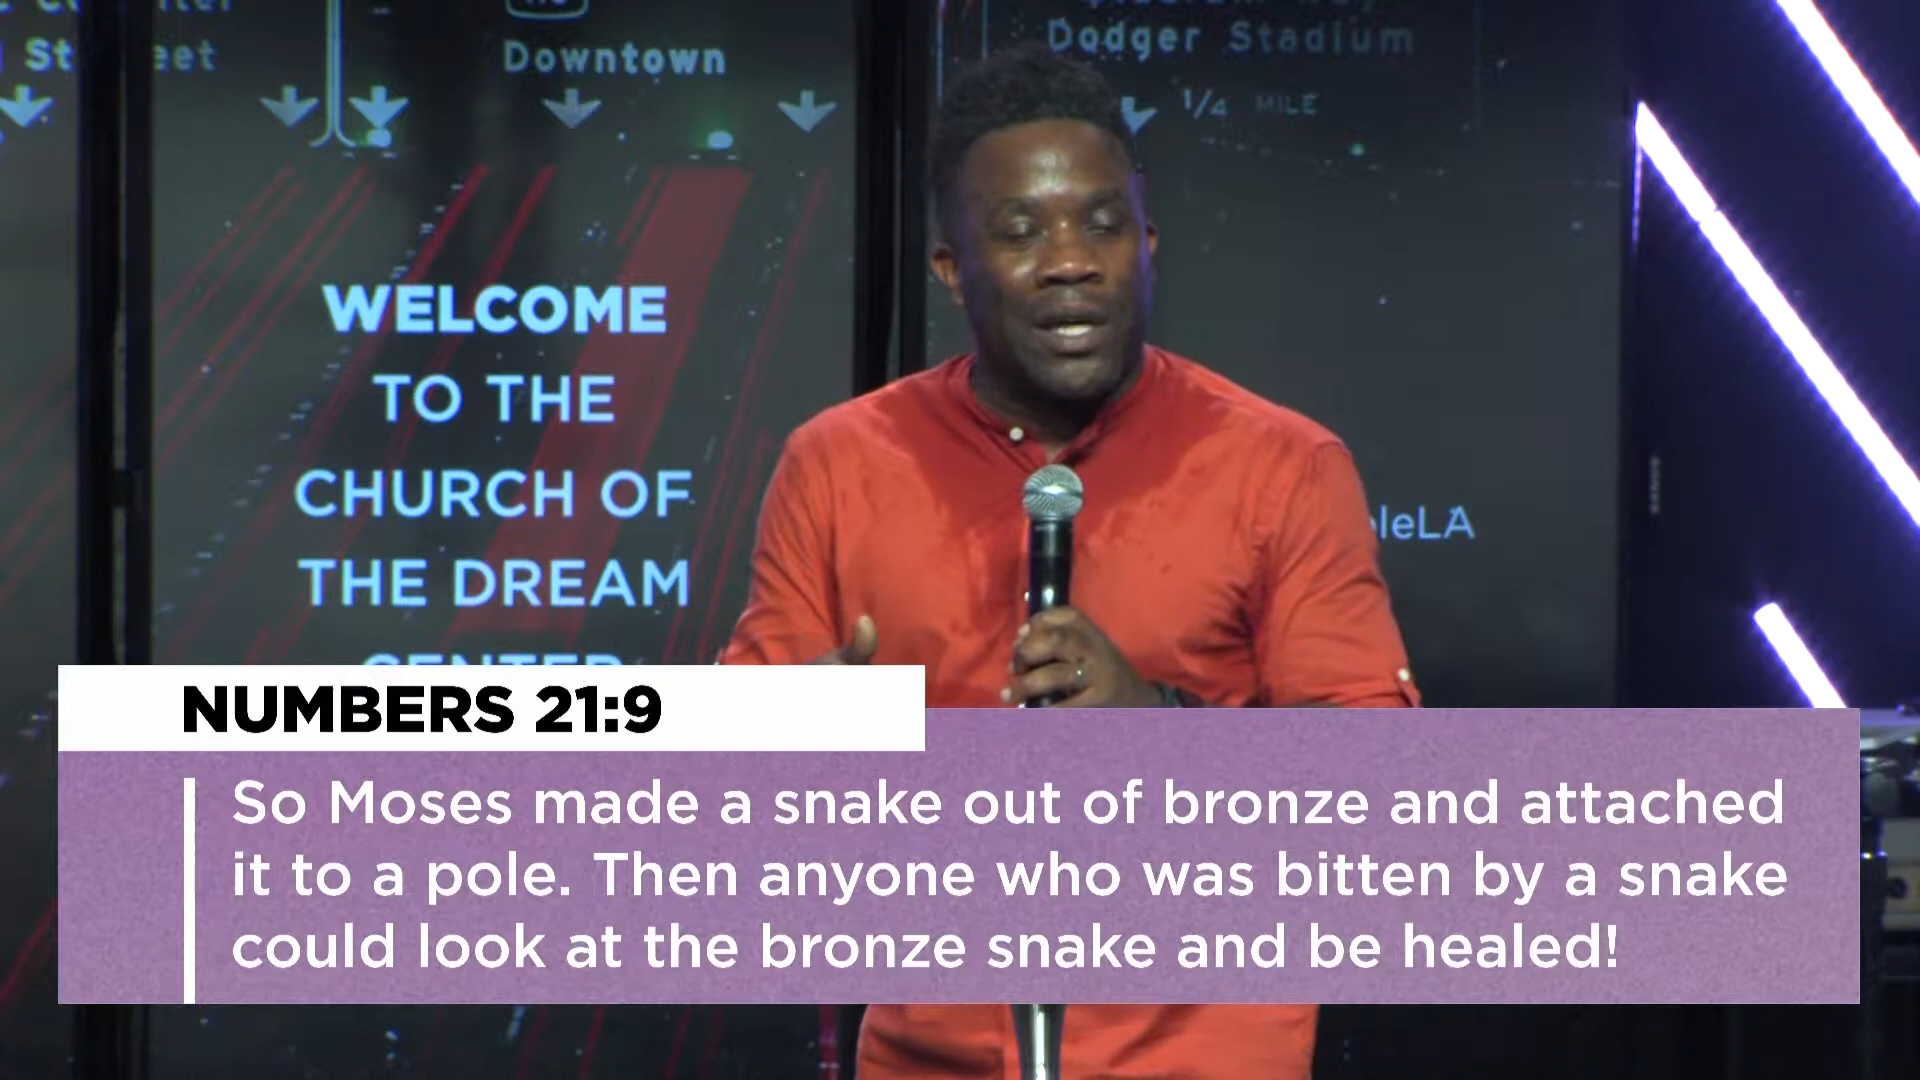 Downtown
Dodger Stadium
1/4 MILE
WELCOME
TO THE
CHURCH OF
THE DREAM
CENTER
leLA
NUMBERS 21:9
So Moses made a snake out of bronze and attached
it to a pole. Then anyone who was bitten by a snake
could look at the bronze snake and be healed!